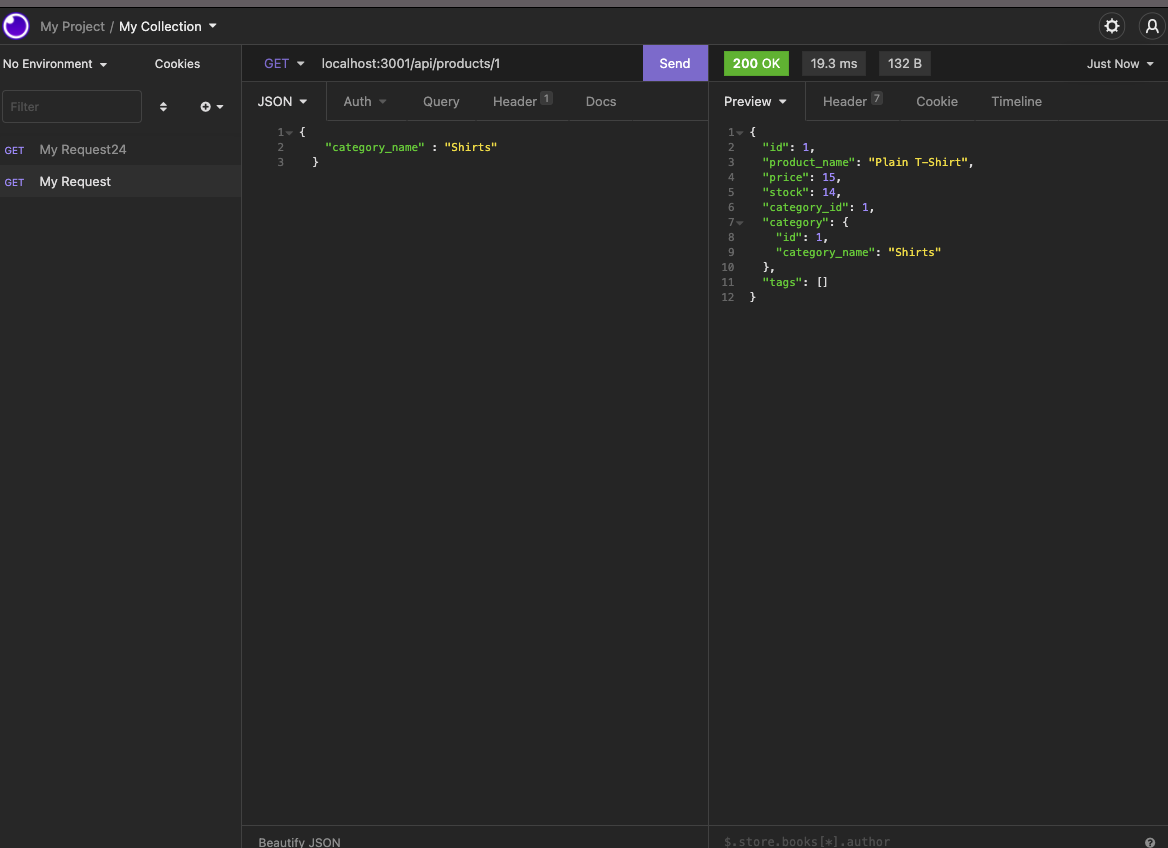 My Project / My Collection
No Environment Cookies
Filter
GET My Request24
GET My Request
GET localhost:3001/api/products/1 Send
JSON Auth Query Header 1 Docs
1 {
2 "category_name" : "Shirts"
3 }
Beautify JSON
200 OK 19.3 ms 132 B Just Now
Preview Header 7 Cookie Timeline
1 {
2 "id": 1,
3 "product_name": "Plain T-Shirt",
4 "price": 15,
5 "stock": 14,
6 "category_id": 1,
7 "category": {
8 "id": 1,
9 "category_name": "Shirts"
10 },
11 "tags": []
12 }
$.store.books[*].author